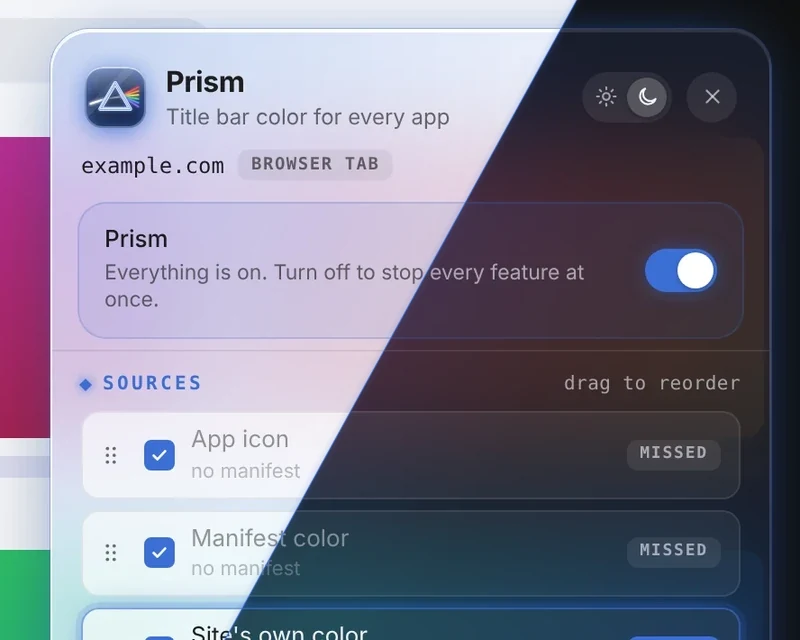 Prism
Title bar color for every app
example.com BROWSER TAB
Prism
Everything is on. Turn off to stop every feature at
once.
SOURCES drag to reorder
App icon
no manifest
MISSED
Manifest color
no manifest
MISSED
Site's own color